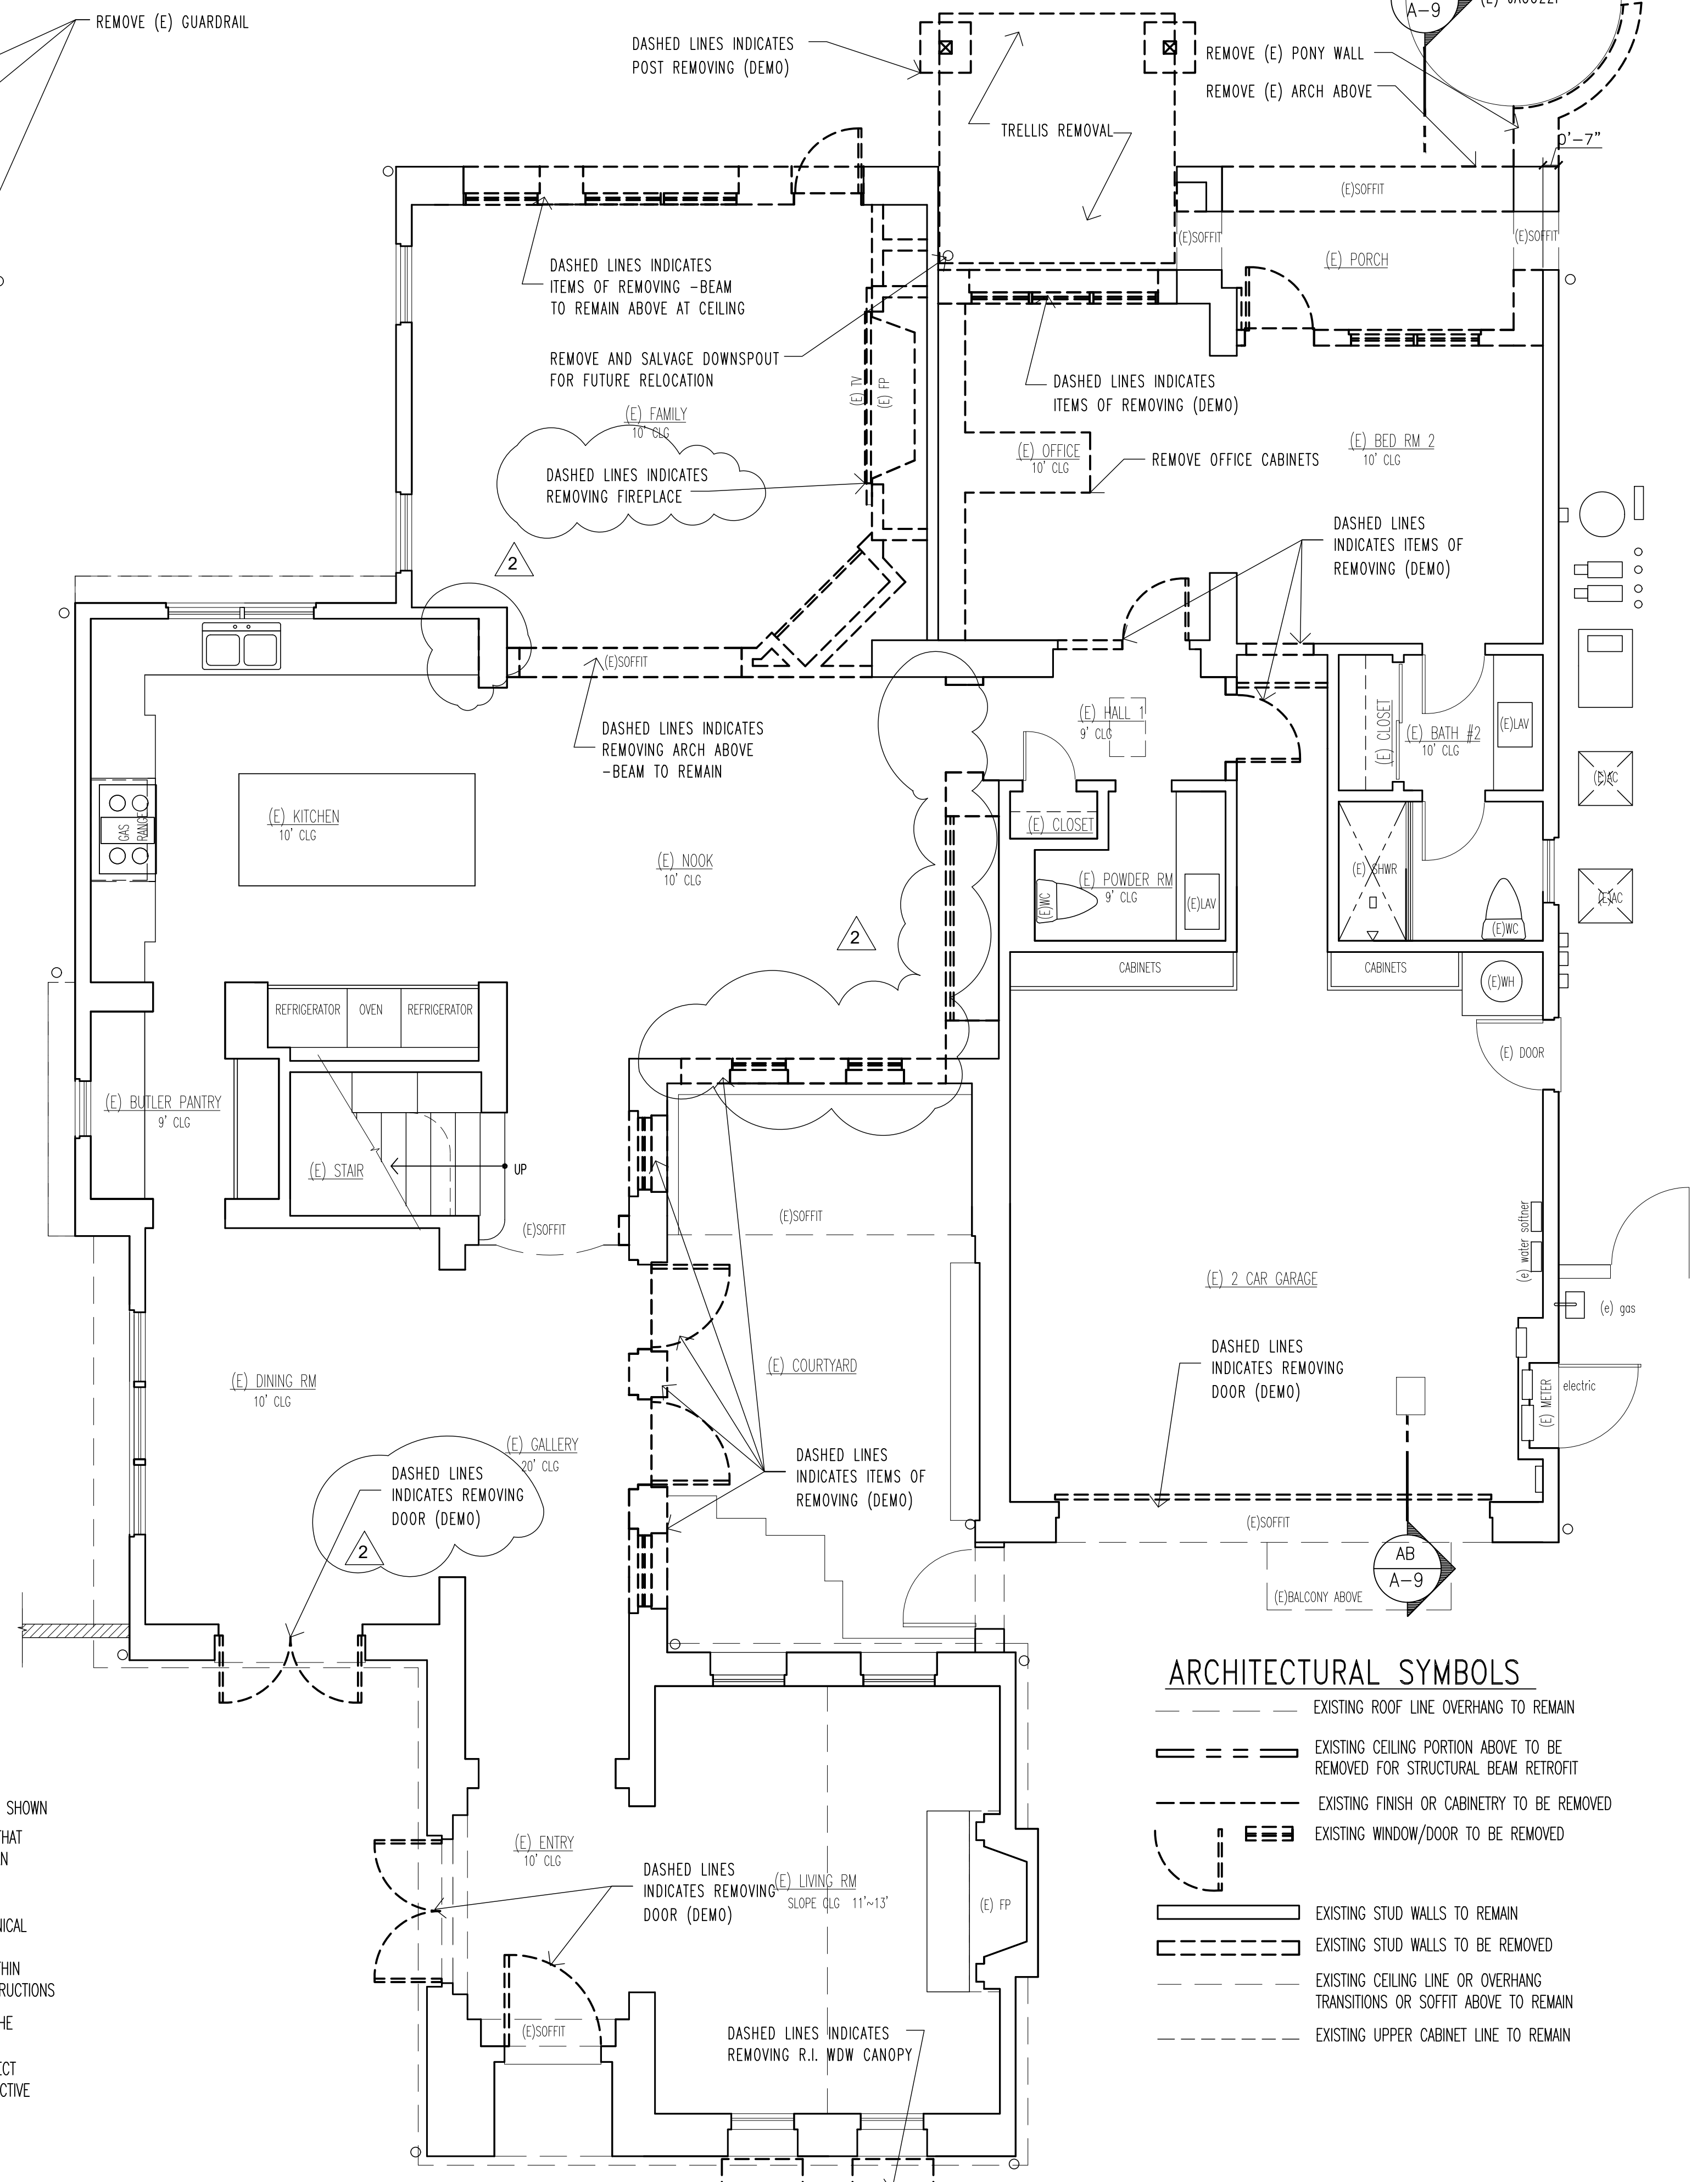 REMOVE (E) GUARDRAIL
DASHED LINES INDICATES
POST REMOVING (DEMO)
A-9
REMOVE (E) PONY WALL
REMOVE (E) ARCH ABOVE
TRELLIS REMOVAL
0'-7"
(E)SOFFIT
(E)SOFFIT
(E)SOFFIT
(E) PORCH
DASHED LINES INDICATES
ITEMS OF REMOVING -BEAM
TO REMAIN ABOVE AT CEILING
REMOVE AND SALVAGE DOWNSPOUT
FOR FUTURE RELOCATION
(E) TV
(E) FP
DASHED LINES INDICATES
ITEMS OF REMOVING (DEMO)
(E) FAMILY
10' CLG
(E) OFFICE
10' CLG
REMOVE OFFICE CABINETS
(E) BED RM 2
10' CLG
DASHED LINES INDICATES
REMOVING FIREPLACE
2
DASHED LINES
INDICATES ITEMS OF
REMOVING (DEMO)
(E)SOFFIT
DASHED LINES INDICATES
REMOVING ARCH ABOVE
-BEAM TO REMAIN
(E) HALL 1
9' CLG
(E) CLOSET
(E) BATH #2
10' CLG
(E)LAV
(E)AC
(E) KITCHEN
10' CLG
GAS
RANGE
(E) NOOK
10' CLG
(E) CLOSET
(E) POWDER RM
9' CLG
(E)WC
(E)LAV
(E) SHWR
(E)WC
(E)AC
2
CABINETS
CABINETS
(E)WH
REFRIGERATOR
OVEN
REFRIGERATOR
(E) DOOR
(E) BUTLER PANTRY
9' CLG
(E) STAIR
UP
(E)SOFFIT
(E)SOFFIT
(e) water softner
(E) 2 CAR GARAGE
(e) gas
(E) DINING RM
10' CLG
(E) COURTYARD
DASHED LINES
INDICATES REMOVING
DOOR (DEMO)
(E) METER
electric
(E) GALLERY
20' CLG
DASHED LINES
INDICATES REMOVING
DOOR (DEMO)
2
DASHED LINES
INDICATES ITEMS OF
REMOVING (DEMO)
(E)SOFFIT
AB
A-9
(E)BALCONY ABOVE
ARCHITECTURAL SYMBOLS
EXISTING ROOF LINE OVERHANG TO REMAIN
EXISTING CEILING PORTION ABOVE TO BE
REMOVED FOR STRUCTURAL BEAM RETROFIT
EXISTING FINISH OR CABINETRY TO BE REMOVED
EXISTING WINDOW/DOOR TO BE REMOVED
EXISTING STUD WALLS TO REMAIN
EXISTING STUD WALLS TO BE REMOVED
EXISTING CEILING LINE OR OVERHANG
TRANSITIONS OR SOFFIT ABOVE TO REMAIN
EXISTING UPPER CABINET LINE TO REMAIN
SHOWN
(E) ENTRY
10' CLG
DASHED LINES
INDICATES REMOVING
DOOR (DEMO)
(E) LIVING RM
SLOPE CLG 11'~13'
(E) FP
(E)SOFFIT
DASHED LINES INDICATES
REMOVING R.I. WDW CANOPY